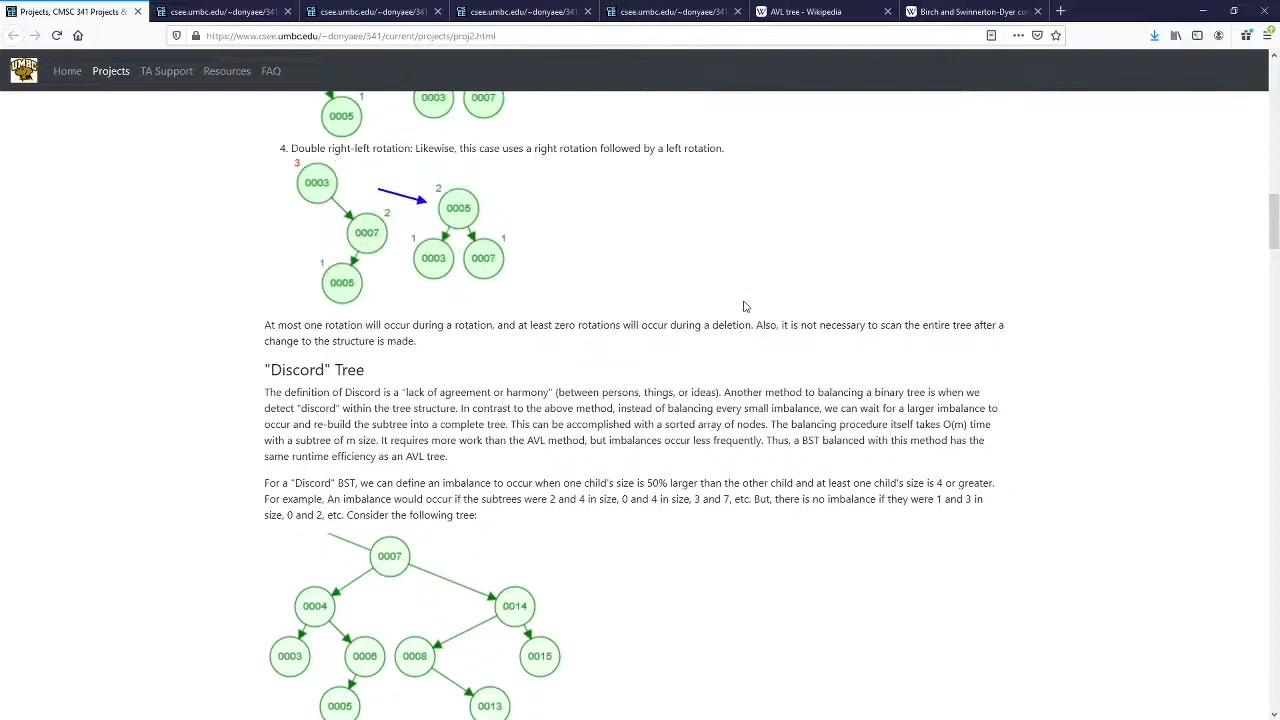 Projects, CMSC 341 Projects &
csee.umbc.edu/~donyaee/341/
csee.umbc.edu/~donyaee/341/
csee.umbc.edu/~donyaee/341/
csee.umbc.edu/~donyaee/341/
AVL tree - Wikipedia
Birch and Swinnerton-Dyer con
https://www.csee.umbc.edu/~donyaee/341/current/projects/proj2.html
UMBC
Home Projects TA Support Resources FAQ
1
0005
0003
0007
4. Double right-left rotation: Likewise, this case uses a right rotation followed by a left rotation.
3
0003
2
0007
1
0005
2
0005
1
0003
1
0007
At most one rotation will occur during a rotation, and at least zero rotations will occur during a deletion. Also, it is not necessary to scan the entire tree after a
change to the structure is made.
"Discord" Tree
The definition of Discord is a "lack of agreement or harmony" (between persons, things, or ideas). Another method to balancing a binary tree is when we
detect "discord" within the tree structure. In contrast to the above method, instead of balancing every small imbalance, we can wait for a larger imbalance to
occur and re-build the subtree into a complete tree. This can be accomplished with a sorted array of nodes. The balancing procedure itself takes O(m) time
with a subtree of m size. It requires more work than the AVL method, but imbalances occur less frequently. Thus, a BST balanced with this method has the
same runtime efficiency as an AVL tree.
For a "Discord" BST, we can define an imbalance to occur when one child's size is 50% larger than the other child and at least one child's size is 4 or greater.
For example, An imbalance would occur if the subtrees were 2 and 4 in size, 0 and 4 in size, 3 and 7, etc. But, there is no imbalance if they were 1 and 3 in
size, 0 and 2, etc. Consider the following tree:
0007
0004
0014
0003
0006
0008
0015
0005
0013